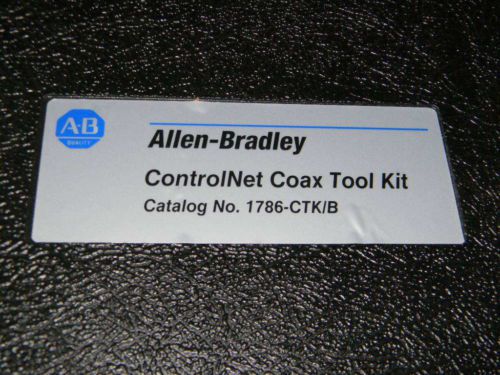 A-B
QUALITY
Allen-Bradley
ControlNet Coax Tool Kit
Catalog No. 1786-CTK/B